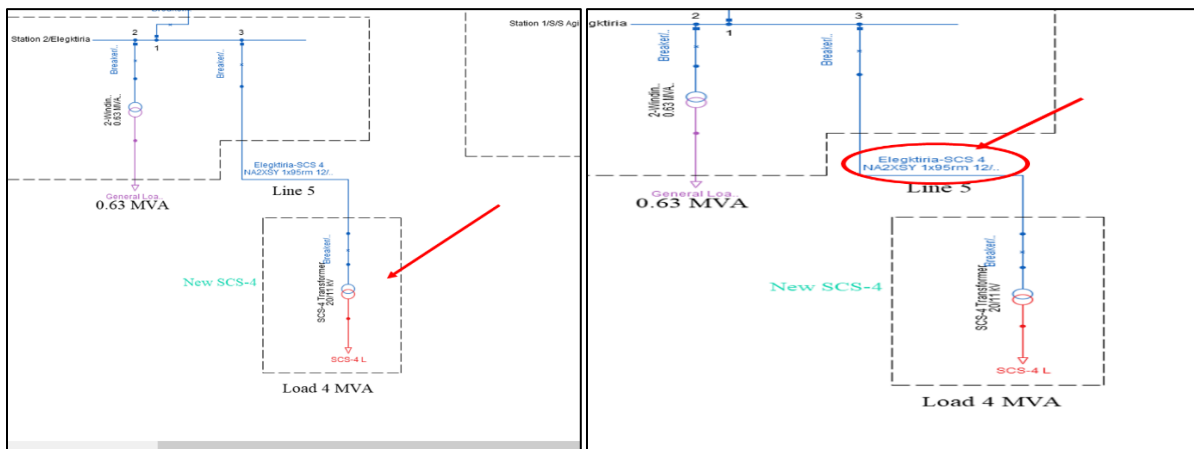 Breaker/..
2
3
Station 2/Elegktiria
1
Breaker/..
Breaker/..
2-Windin..
0.63 MVA..
Elegktiria-SCS 4
NA2XSY 1x95rm 12/..
General Loa..
Line 5
0.63 MVA
Breaker/..
New SCS-4
SCS-4 Transformer
20/11 kV
SCS-4 L
Load 4 MVA
Station 1/S/S Agi
Elegktiria
2
3
1
Breaker/..
Breaker/..
2-Windin..
0.63 MVA..
Elegktiria-SCS 4
NA2XSY 1x95rm 12/..
General Loa..
Line 5
0.63 MVA
Breaker/..
New SCS-4
SCS-4 Transformer
20/11 kV
SCS-4 L
Load 4 MVA